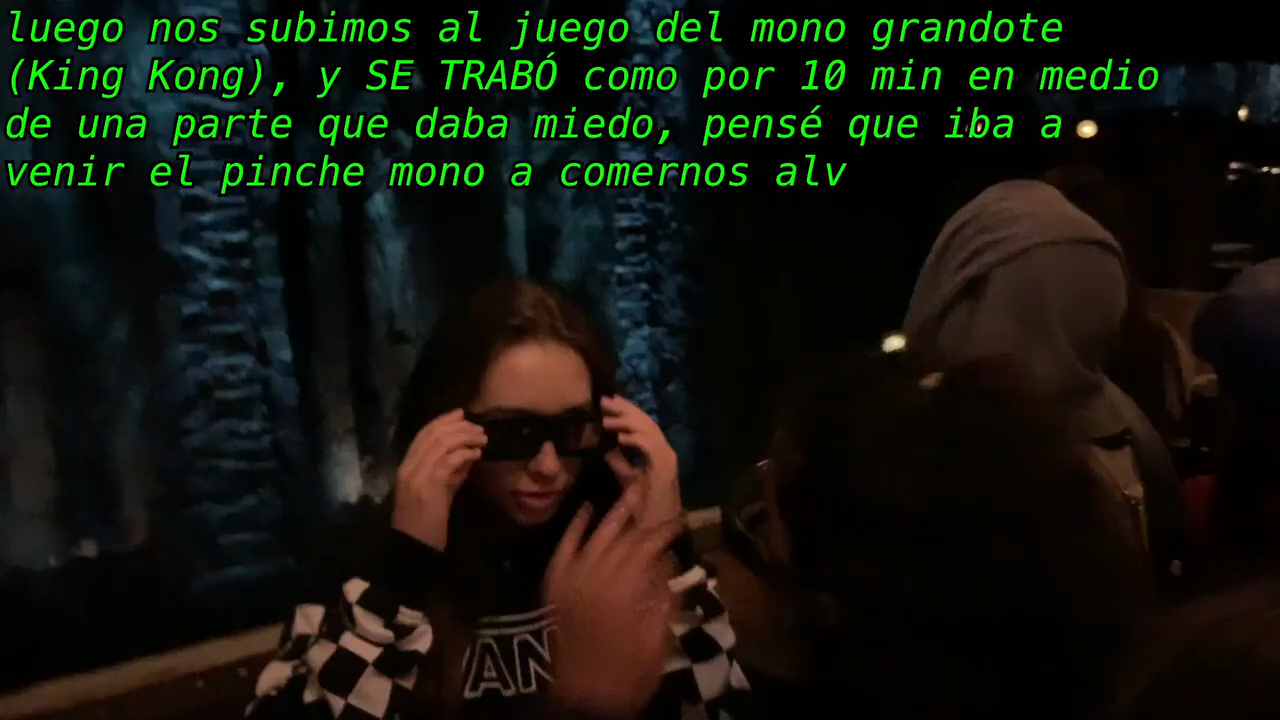 luego nos subimos al juego del mono grandote
(King Kong), y SE TRABÓ como por 10 min en medio
de una parte que daba miedo, pensé que iba a
venir el pinche mono a comernos alv
VAN